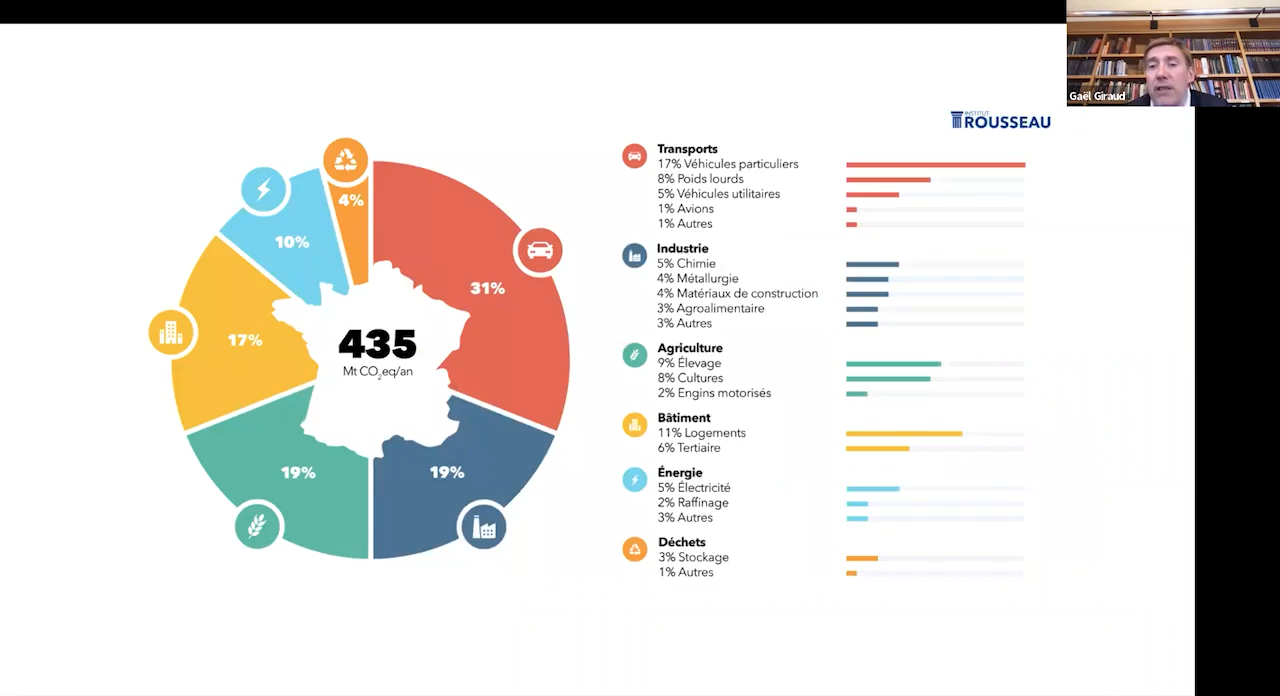 Gaël Giraud
INSTITUT
ROUSSEAU
4%
10%
31%
17%
435
Mt CO2eq/an
19%
19%
Transports
17% Véhicules particuliers
8% Poids lourds
5% Véhicules utilitaires
1% Avions
1% Autres
Industrie
5% Chimie
4% Métallurgie
4% Matériaux de construction
3% Agroalimentaire
3% Autres
Agriculture
9% Élevage
8% Cultures
2% Engins motorisés
Bâtiment
11% Logements
6% Tertiaire
Énergie
5% Électricité
2% Raffinage
3% Autres
Déchets
3% Stockage
1% Autres